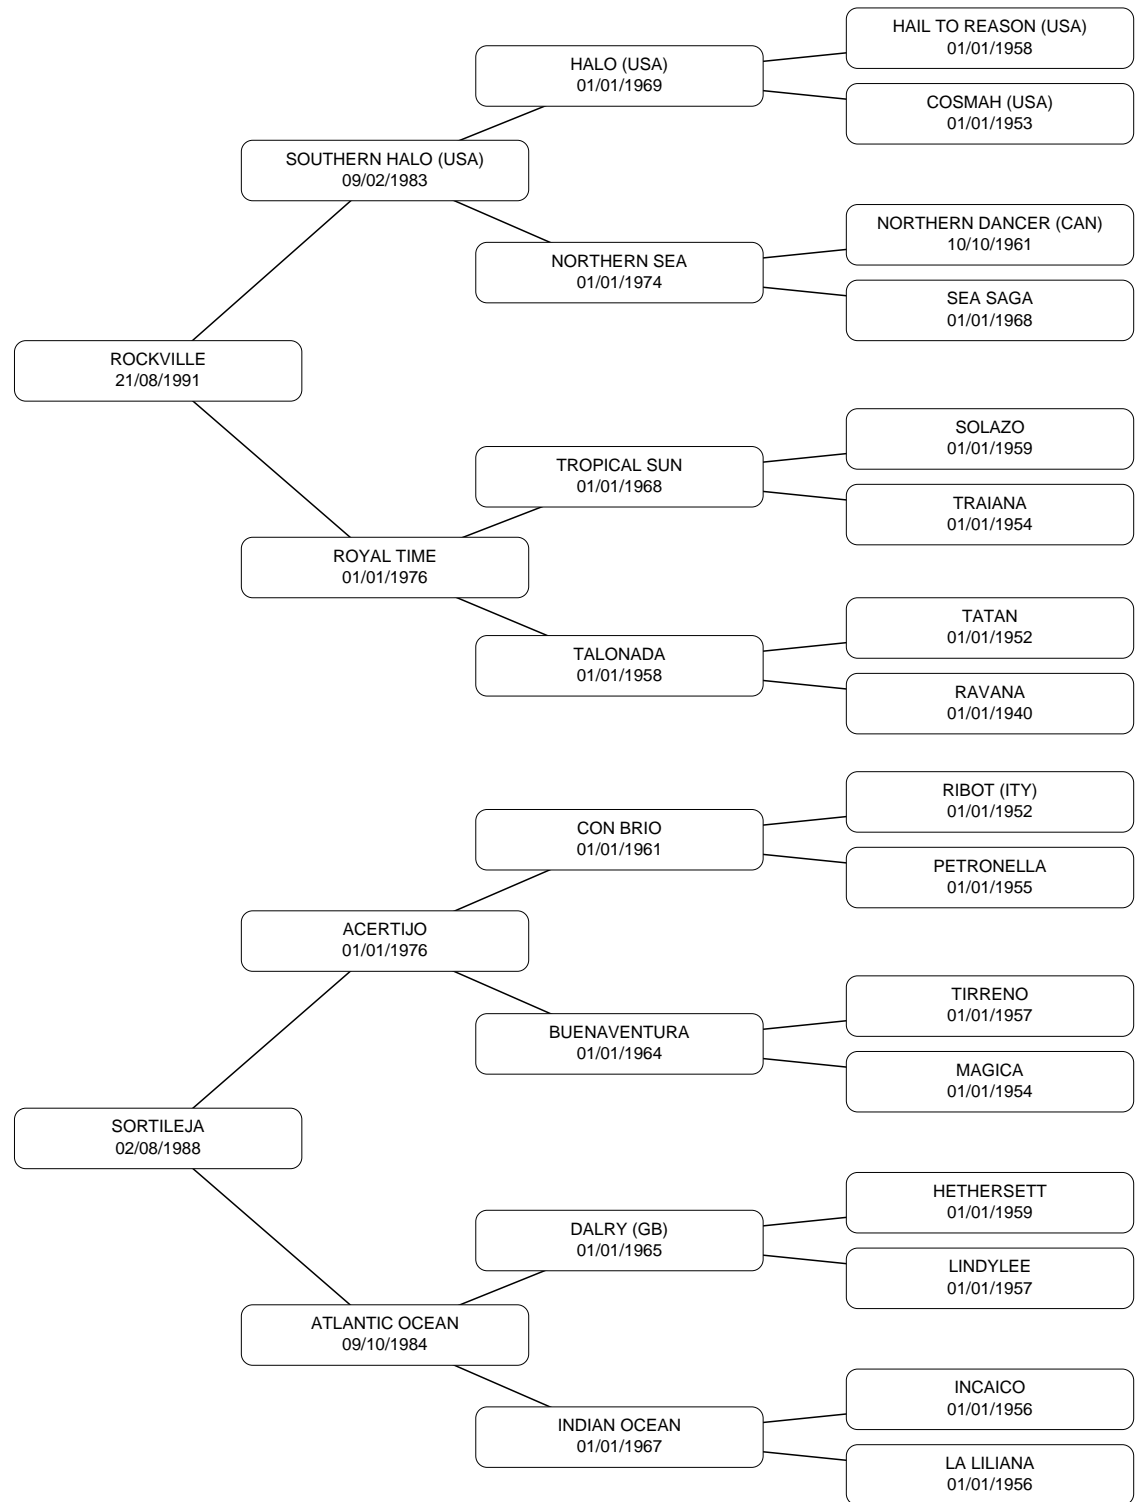 HAIL TO REASON (USA)
01/01/1958
HALO (USA)
01/01/1969
COSMAH (USA)
01/01/1953
SOUTHERN HALO (USA)
09/02/1983
NORTHERN DANCER (CAN)
10/10/1961
NORTHERN SEA
01/01/1974
SEA SAGA
01/01/1968
ROCKVILLE
21/08/1991
SOLAZO
01/01/1959
TROPICAL SUN
01/01/1968
TRAIANA
01/01/1954
ROYAL TIME
01/01/1976
TATAN
01/01/1952
TALONADA
01/01/1958
RAVANA
01/01/1940
RIBOT (ITY)
01/01/1952
CON BRIO
01/01/1961
PETRONELLA
01/01/1955
ACERTIJO
01/01/1976
TIRRENO
01/01/1957
BUENAVENTURA
01/01/1964
MAGICA
01/01/1954
SORTILEJA
02/08/1988
HETHERSETT
01/01/1959
DALRY (GB)
01/01/1965
LINDYLEE
01/01/1957
ATLANTIC OCEAN
09/10/1984
INCAICO
01/01/1956
INDIAN OCEAN
01/01/1967
LA LILIANA
01/01/1956